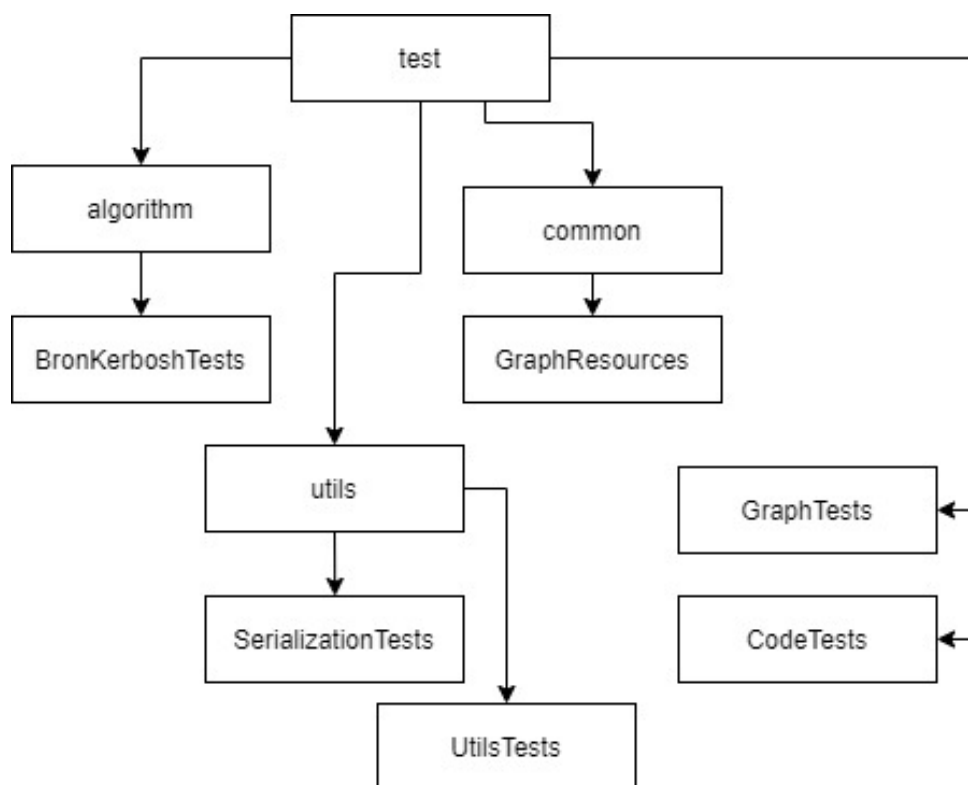 test
algorithm
common
BronKerboshTests
GraphResources
utils
GraphTests
SerializationTests
CodeTests
UtilsTests